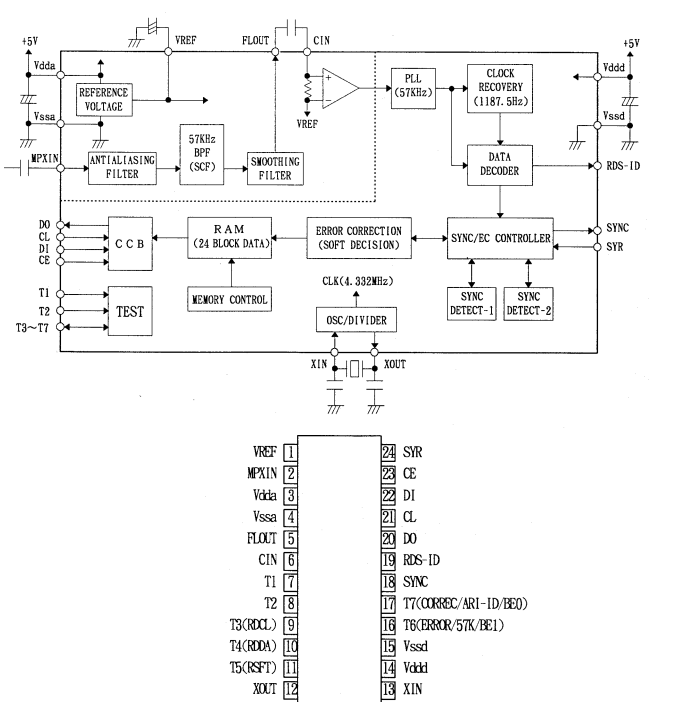 +5V
VREF
FLOUT
CIN
+5V
Vdda
Vddd
REFERENCE
VOLTAGE
+
−
VREF
PLL
(57KHz)
CLOCK
RECOVERY
(1187.5Hz)
Vssa
Vssd
MPXIN
ANTIALIASING
FILTER
57KHz
BPF
(SCF)
SMOOTHING
FILTER
DATA
DECODER
RDS-ID
DO
CL
DI
CE
CCB
RAM
(24 BLOCK DATA)
ERROR CORRECTION
(SOFT DECISION)
SYNC/EC CONTROLLER
SYNC
SYR
MEMORY CONTROL
CLK(4.332MHz)
OSC/DIVIDER
SYNC
DETECT-1
SYNC
DETECT-2
T1
T2
T3~T7
TEST
XIN
XOUT
VREF 1
MPXIN 2
Vdda 3
Vssa 4
FLOUT 5
CIN 6
T1 7
T2 8
T3(RDCL) 9
T4(RDDA) 10
T5(RSFT) 11
XOUT 12
24 SYR
23 CE
22 DI
21 CL
20 DO
19 RDS-ID
18 SYNC
17 T7(CORREC/ARI-ID/BE0)
16 T6(ERROR/57K/BE1)
15 Vssd
14 Vddd
13 XIN